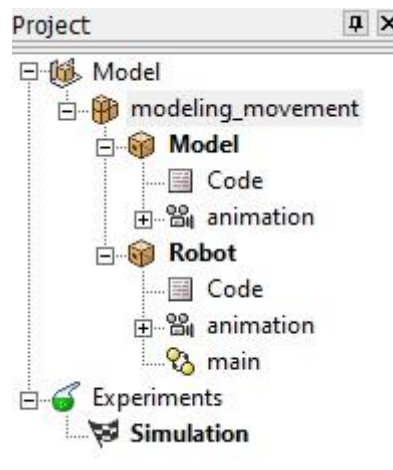 Project
Model
modeling_movement
Model
Code
animation
Robot
Code
animation
main
Experiments
Simulation